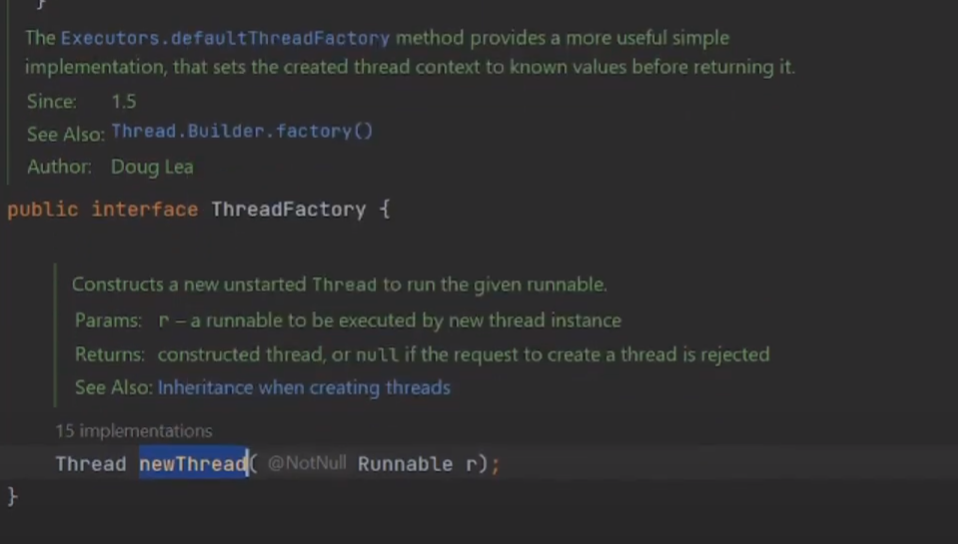 }
The Executors.defaultThreadFactory method provides a more useful simple
implementation, that sets the created thread context to known values before returning it.
Since: 1.5
See Also: Thread.Builder.factory()
Author: Doug Lea
public interface ThreadFactory {
Constructs a new unstarted Thread to run the given runnable.
Params: r – a runnable to be executed by new thread instance
Returns: constructed thread, or null if the request to create a thread is rejected
See Also: Inheritance when creating threads
15 implementations
Thread newThread( @NotNull Runnable r);
}